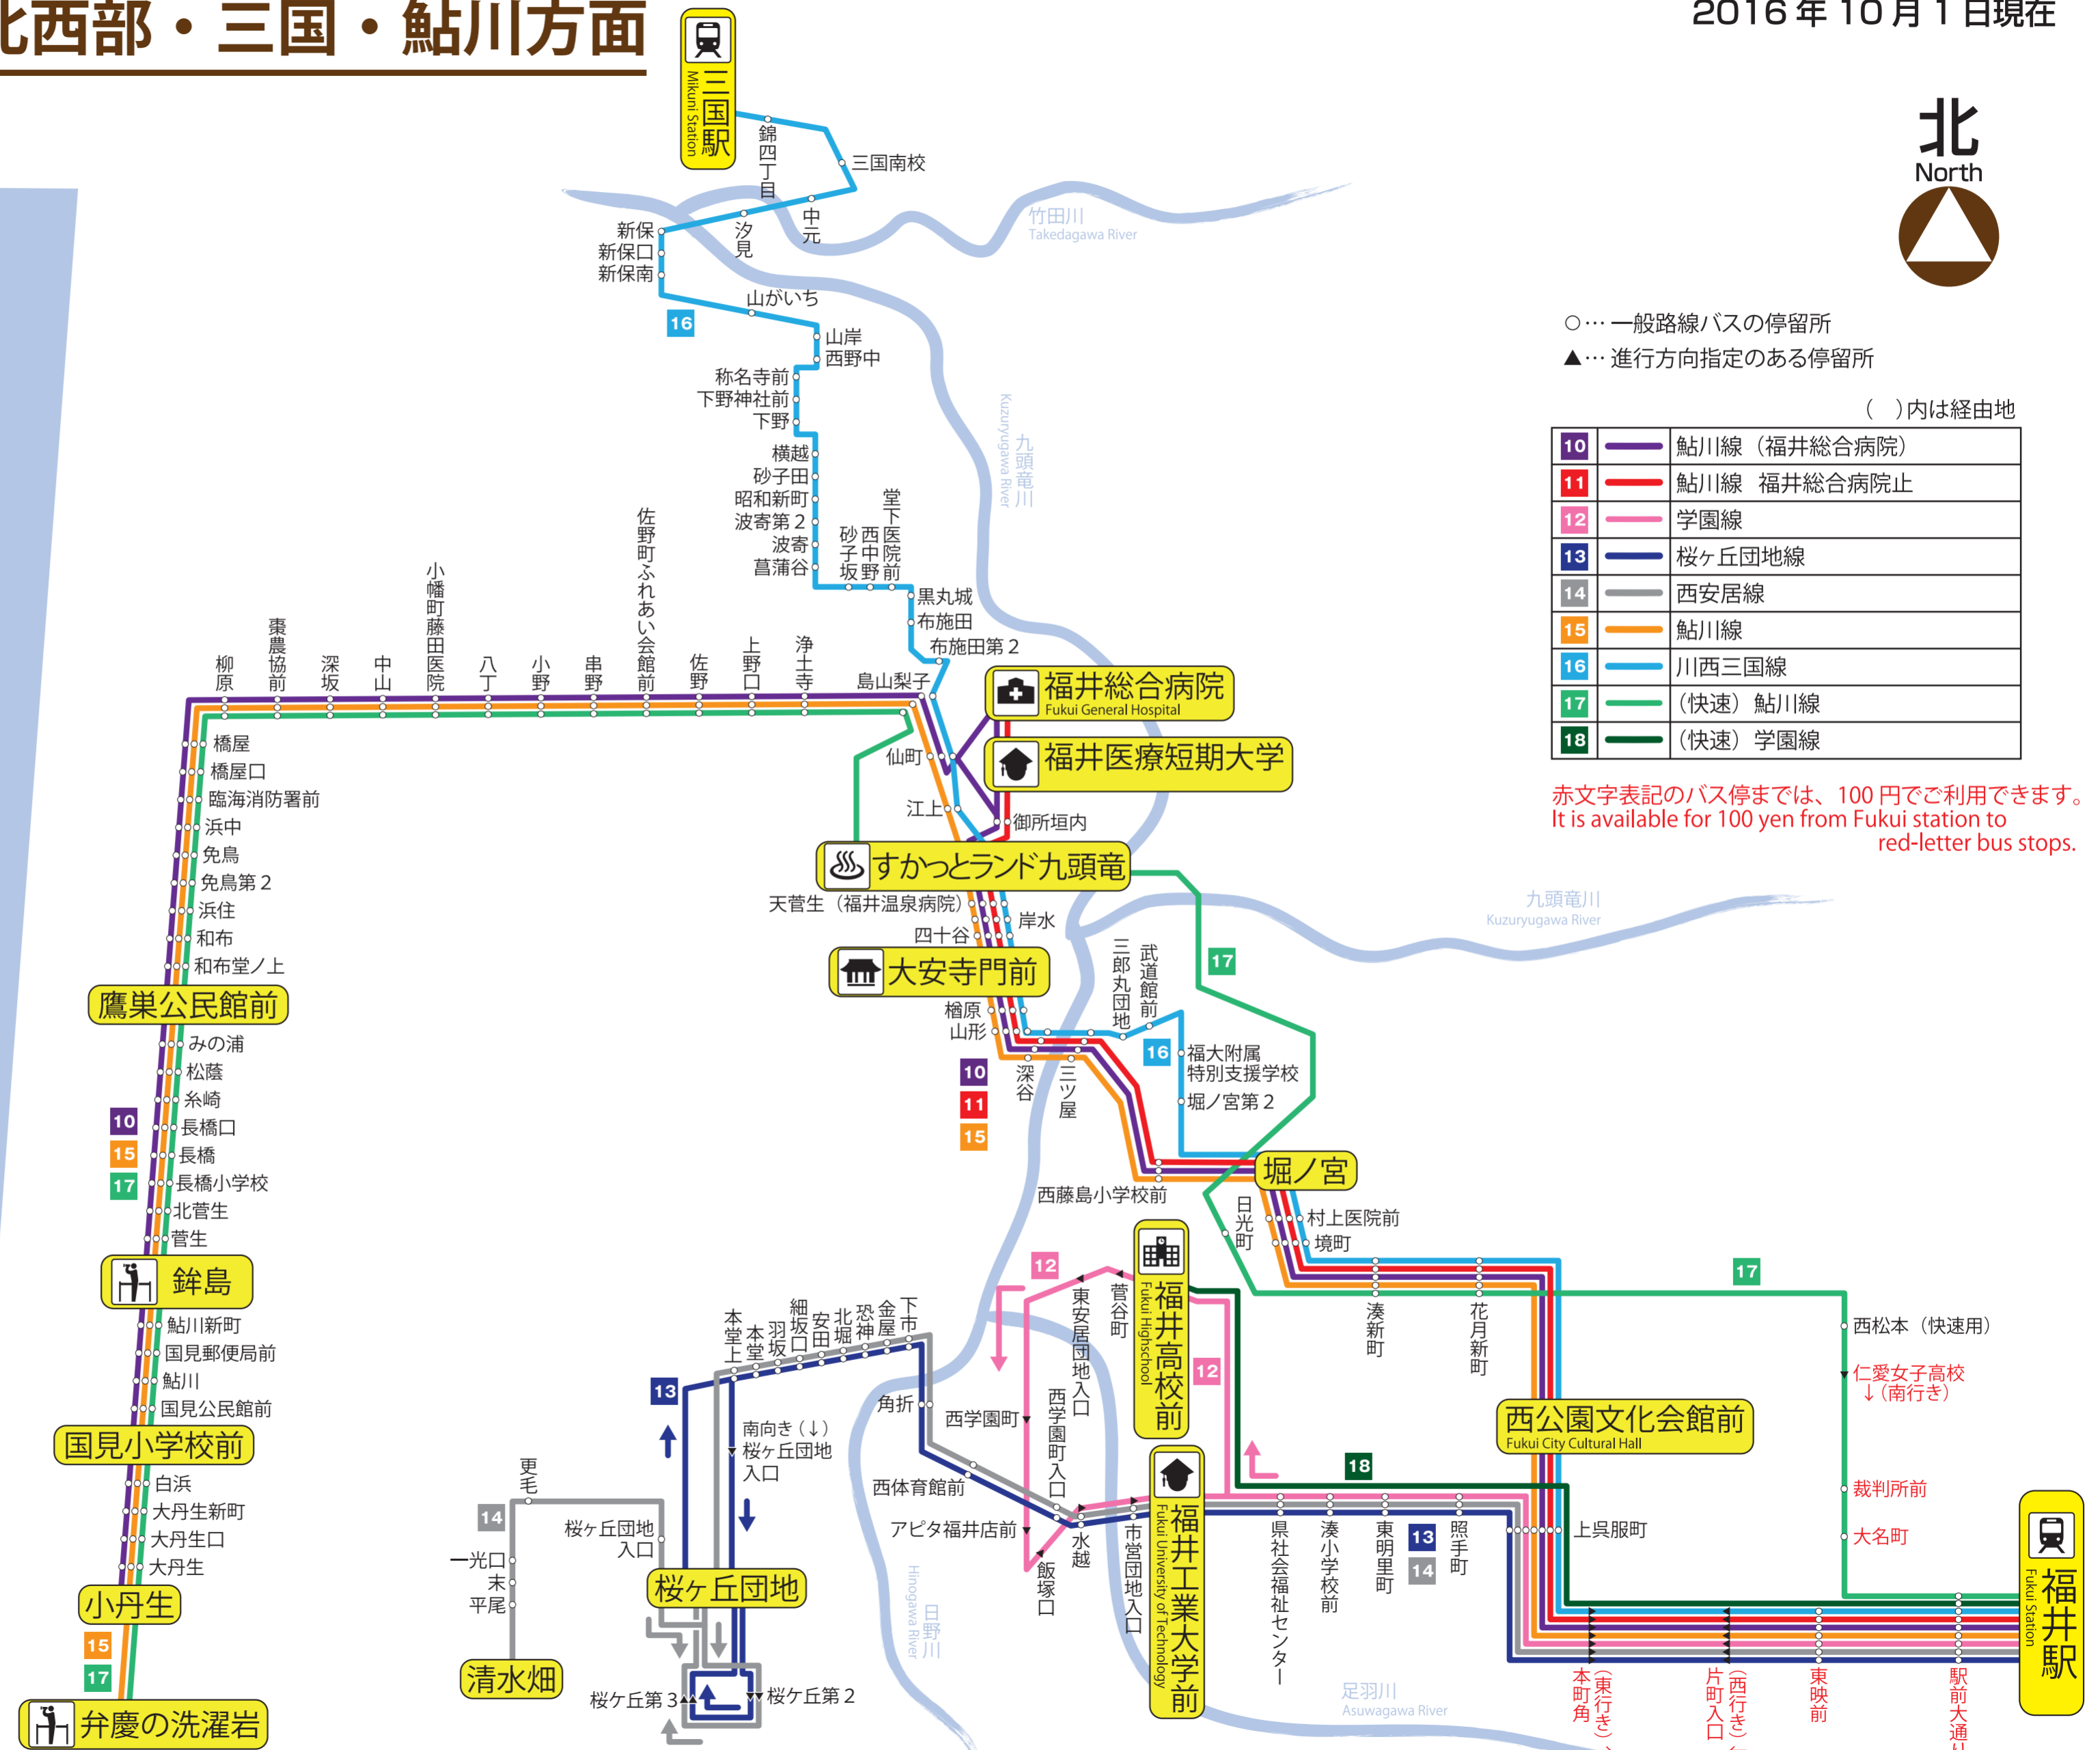 北西部・三国・鮎川方面
2016年10月1日現在
北
North
○…一般路線バスの停留所
▲…進行方向指定のある停留所
(　)内は経由地
10 鮎川線（福井総合病院）
11 鮎川線 福井総合病院止
12 学園線
13 桜ヶ丘団地線
14 西安居線
15 鮎川線
16 川西三国線
17 （快速）鮎川線
18 （快速）学園線
赤文字表記のバス停までは、100円でご利用できます。
It is available for 100 yen from Fukui station to
red-letter bus stops.
三国駅
Mikuni Station
錦四丁目
三国南校
中元
汐見
竹田川
Takedagawa River
新保
新保口
新保南
山がいち
16
山岸
西野中
称名寺前
下野神社前
下野
横越
砂子田
昭和新町
波寄第2
波寄
菖蒲谷
砂子坂
西中野
堂下医院前
黒丸城
布施田
布施田第2
九頭竜川
Kuzuryugawa River
柳原
棗農協前
深坂
中山
小幡町藤田医院
八丁
小野
串野
佐野町ふれあい会館前
佐野
上野口
浄土寺
島山梨子
福井総合病院
Fukui General Hospital
福井医療短期大学
仙町
江上
御所垣内
すかっとランド九頭竜
天菅生（福井温泉病院）
岸水
四十谷
大安寺門前
楢原
山形
10
11
15
深谷
三ツ屋
三郎丸団地
武道館前
16
福大附属
特別支援学校
堀ノ宮第2
17
九頭竜川
Kuzuryugawa River
西藤島小学校前
堀ノ宮
日光町
村上医院前
境町
湊新町
花月新町
17
西松本（快速用）
仁愛女子高校
↓（南行き）
裁判所前
大名町
橋屋
橋屋口
臨海消防署前
浜中
免鳥
免鳥第2
浜住
和布
和布堂ノ上
鷹巣公民館前
みの浦
松蔭
糸崎
長橋口
長橋
長橋小学校
北菅生
菅生
10
15
17
鉾島
鮎川新町
国見郵便局前
鮎川
国見公民館前
国見小学校前
白浜
大丹生新町
大丹生口
大丹生
小丹生
15
17
弁慶の洗濯岩
本堂上
本堂
羽坂
細坂口
安田
北堀
恐神
金屋
下市
13
角折
南向き（↓）
桜ヶ丘団地
入口
西体育館前
更毛
14
一光口
末
平尾
清水畑
桜ヶ丘団地
入口
桜ヶ丘団地
桜ケ丘第3
桜ケ丘第2
日野川
Hinogawa River
12
菅谷町
東安居団地入口
西学園町
西学園町入口
アピタ福井店前
飯塚口
水越
市営団地入口
福井高校前
Fukui Highschool
12
福井工業大学前
Fukui University of Technology
18
県社会福祉センター
湊小学校前
東明里町
13
14
照手町
西公園文化会館前
Fukui City Cultural Hall
上呉服町
足羽川
Asuwagawa River
本町角
（東行き）
片町入口
（西行き）
東映前
駅前大通り
福井駅
Fukui Station